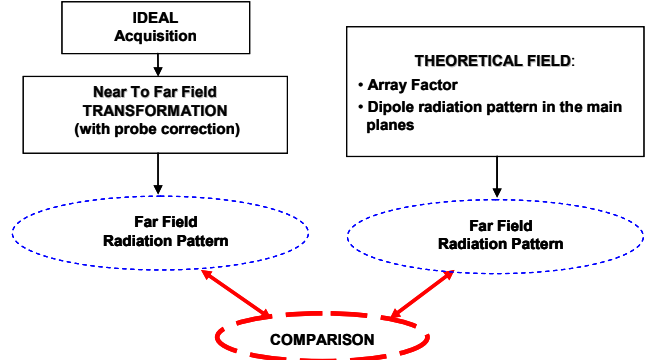 IDEAL
Acquisition
Near To Far Field
TRANSFORMATION
(with probe correction)
Far Field
Radiation Pattern
THEORETICAL FIELD:
• Array Factor
• Dipole radiation pattern in the main
planes
Far Field
Radiation Pattern
COMPARISON